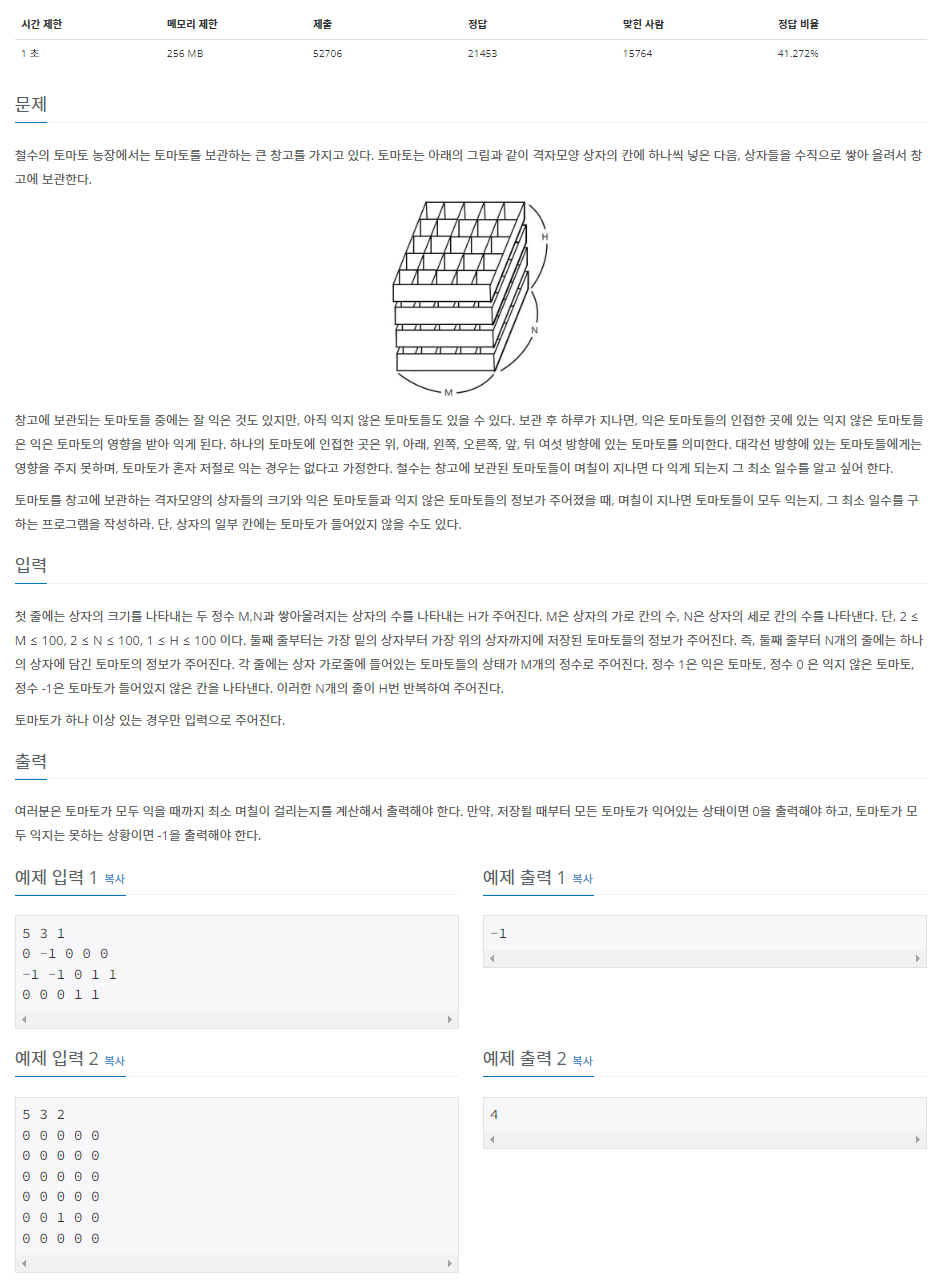 시간 제한 메모리 제한 제출 정답 맞힌 사람 정답 비율
1 초 256 MB 52706 21453 15764 41.272%
문제
철수의 토마토 농장에서는 토마토를 보관하는 큰 창고를 가지고 있다. 토마토는 아래의 그림과 같이 격자모양 상자의 칸에 하나씩 넣은 다음, 상자들을 수직으로 쌓아 올려서 창
고에 보관한다.
H
N
M
창고에 보관되는 토마토들 중에는 잘 익은 것도 있지만, 아직 익지 않은 토마토들도 있을 수 있다. 보관 후 하루가 지나면, 익은 토마토들의 인접한 곳에 있는 익지 않은 토마토들
은 익은 토마토의 영향을 받아 익게 된다. 하나의 토마토에 인접한 곳은 위, 아래, 왼쪽, 오른쪽, 앞, 뒤 여섯 방향에 있는 토마토를 의미한다. 대각선 방향에 있는 토마토들에게는
영향을 주지 못하며, 토마토가 혼자 저절로 익는 경우는 없다고 가정한다. 철수는 창고에 보관된 토마토들이 며칠이 지나면 다 익게 되는지 그 최소 일수를 알고 싶어 한다.
토마토를 창고에 보관하는 격자모양의 상자들의 크기와 익은 토마토들과 익지 않은 토마토들의 정보가 주어졌을 때, 며칠이 지나면 토마토들이 모두 익는지, 그 최소 일수를 구
하는 프로그램을 작성하라. 단, 상자의 일부 칸에는 토마토가 들어있지 않을 수도 있다.
입력
첫 줄에는 상자의 크기를 나타내는 두 정수 M,N과 쌓아올려지는 상자의 수를 나타내는 H가 주어진다. M은 상자의 가로 칸의 수, N은 상자의 세로 칸의 수를 나타낸다. 단, 2 ≤
M ≤ 100, 2 ≤ N ≤ 100, 1 ≤ H ≤ 100 이다. 둘째 줄부터는 가장 밑의 상자부터 가장 위의 상자까지에 저장된 토마토들의 정보가 주어진다. 즉, 둘째 줄부터 N개의 줄에는 하나
의 상자에 담긴 토마토의 정보가 주어진다. 각 줄에는 상자 가로줄에 들어있는 토마토들의 상태가 M개의 정수로 주어진다. 정수 1은 익은 토마토, 정수 0 은 익지 않은 토마토,
정수 -1은 토마토가 들어있지 않은 칸을 나타낸다. 이러한 N개의 줄이 H번 반복하여 주어진다.
토마토가 하나 이상 있는 경우만 입력으로 주어진다.
출력
여러분은 토마토가 모두 익을 때까지 최소 며칠이 걸리는지를 계산해서 출력해야 한다. 만약, 저장될 때부터 모든 토마토가 익어있는 상태이면 0을 출력해야 하고, 토마토가 모
두 익지는 못하는 상황이면 -1을 출력해야 한다.
예제 입력 1 복사
5 3 1
0 -1 0 0 0
-1 -1 0 1 1
0 0 0 1 1
예제 출력 1 복사
-1
예제 입력 2 복사
5 3 2
0 0 0 0 0
0 0 0 0 0
0 0 0 0 0
0 0 0 0 0
0 0 1 0 0
0 0 0 0 0
예제 출력 2 복사
4